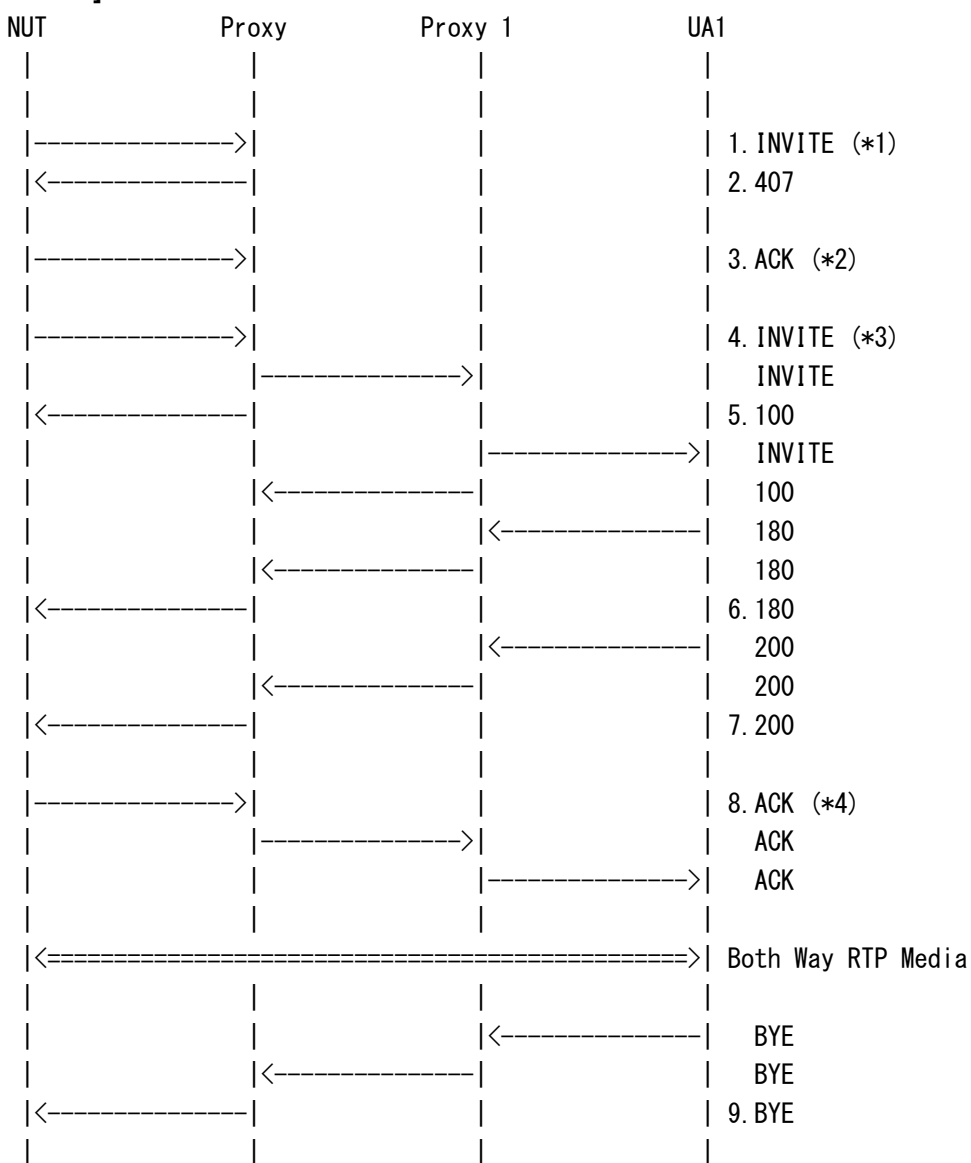 NUT Proxy Proxy 1 UA1
| | | |
| | | |
|--------------->| | | 1. INVITE (*1)
|<---------------| | | 2. 407
| | | |
|--------------->| | | 3. ACK (*2)
| | | |
|--------------->| | | 4. INVITE (*3)
| |--------------->| | INVITE
|<---------------| | | 5. 100
| | |--------------->| INVITE
| |<---------------| | 100
| | |<---------------| 180
| |<---------------| | 180
|<---------------| | | 6. 180
| | |<---------------| 200
| |<---------------| | 200
|<---------------| | | 7. 200
| | | |
|--------------->| | | 8. ACK (*4)
| |--------------->| | ACK
| | |--------------->| ACK
| | | |
|<================================================>| Both Way RTP Media
| | | |
| | |<---------------| BYE
| |<---------------| | BYE
|<---------------| | | 9. BYE
| | | |